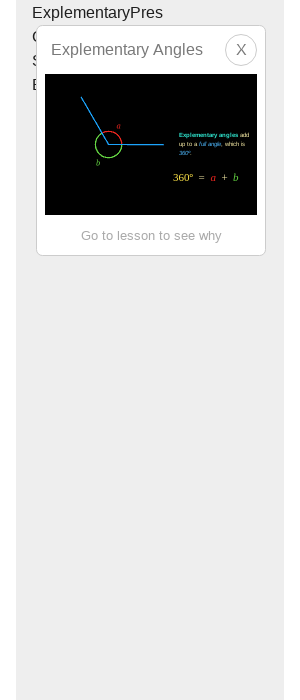 ExplementaryPres
Explementary Angles
X
a
b
Explementary angles add
up to a full angle, which is
360°.
360° = a + b
Go to lesson to see why